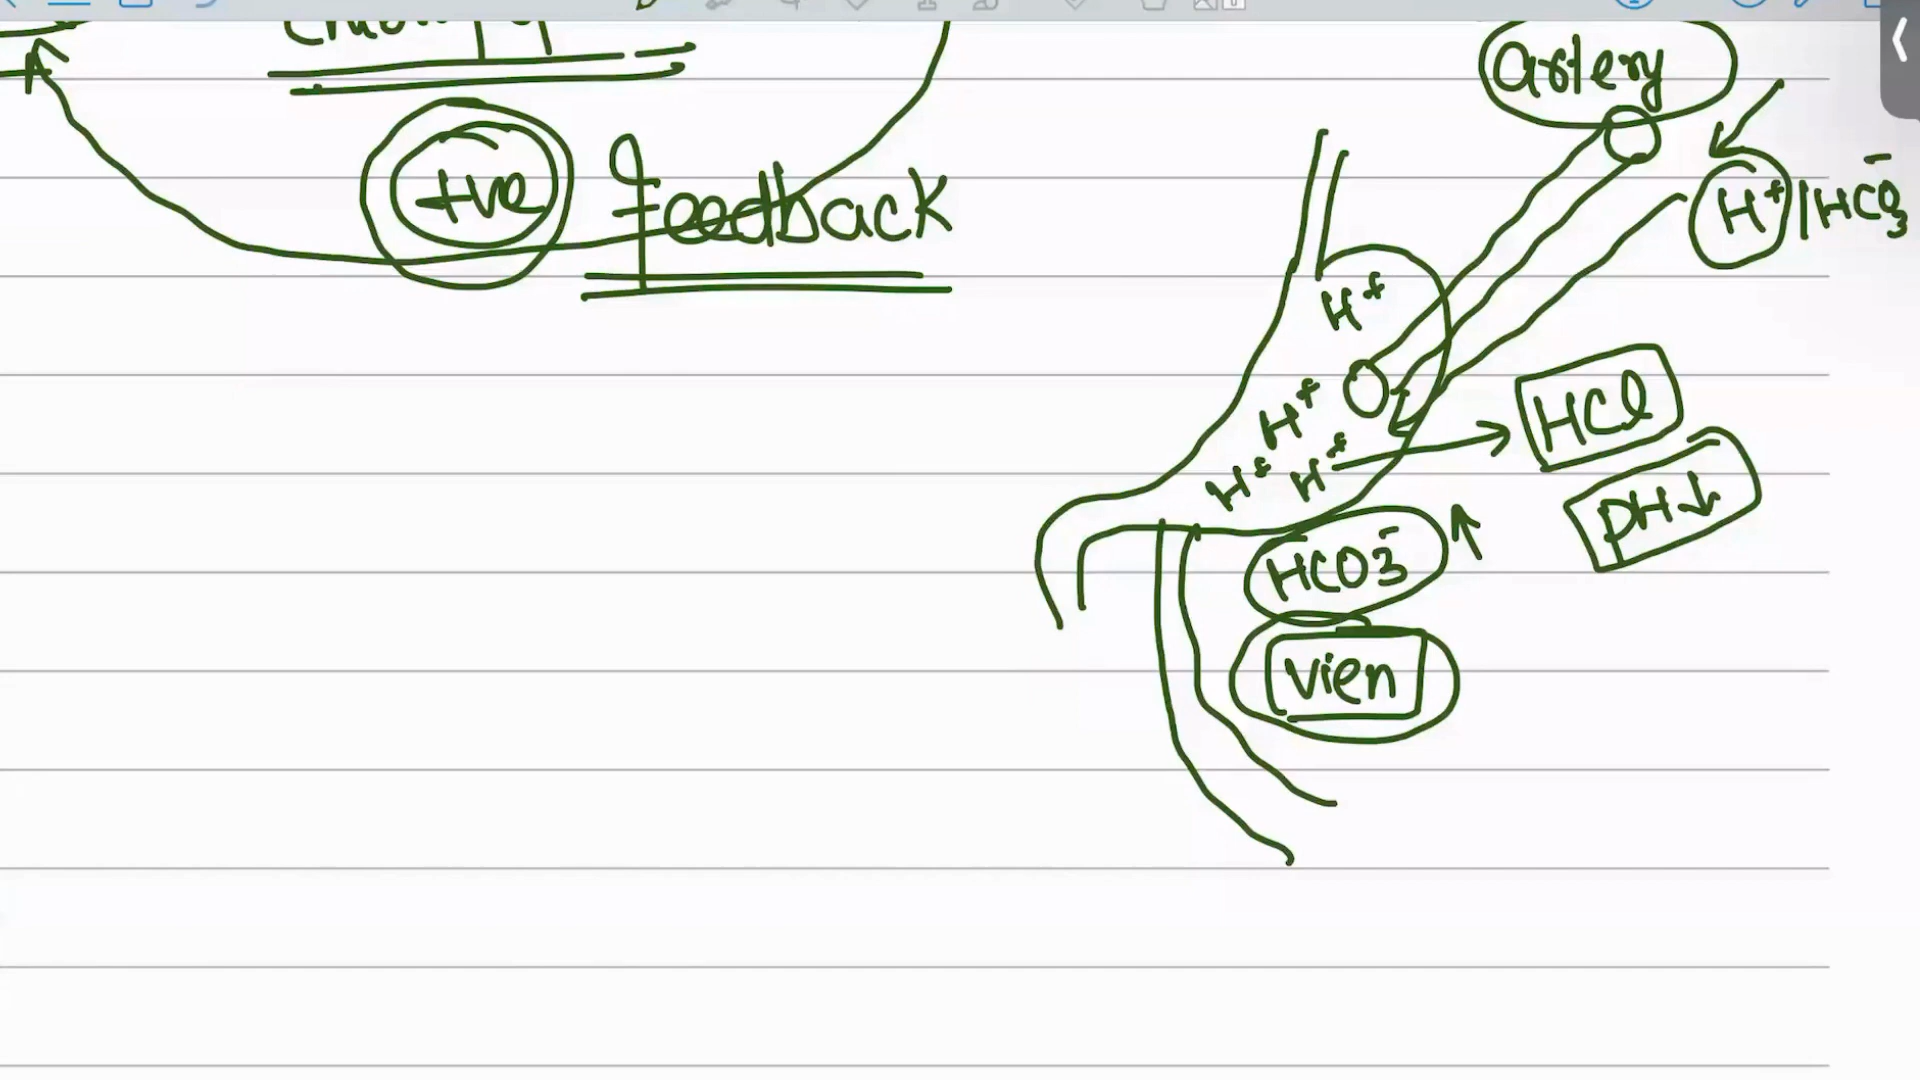 +ve feedback
artery
H⁺ | HCO₃⁻
H⁺
H⁺
H⁺ H⁺
HCl
pH↓
HCO₃⁻ ↑
Vien